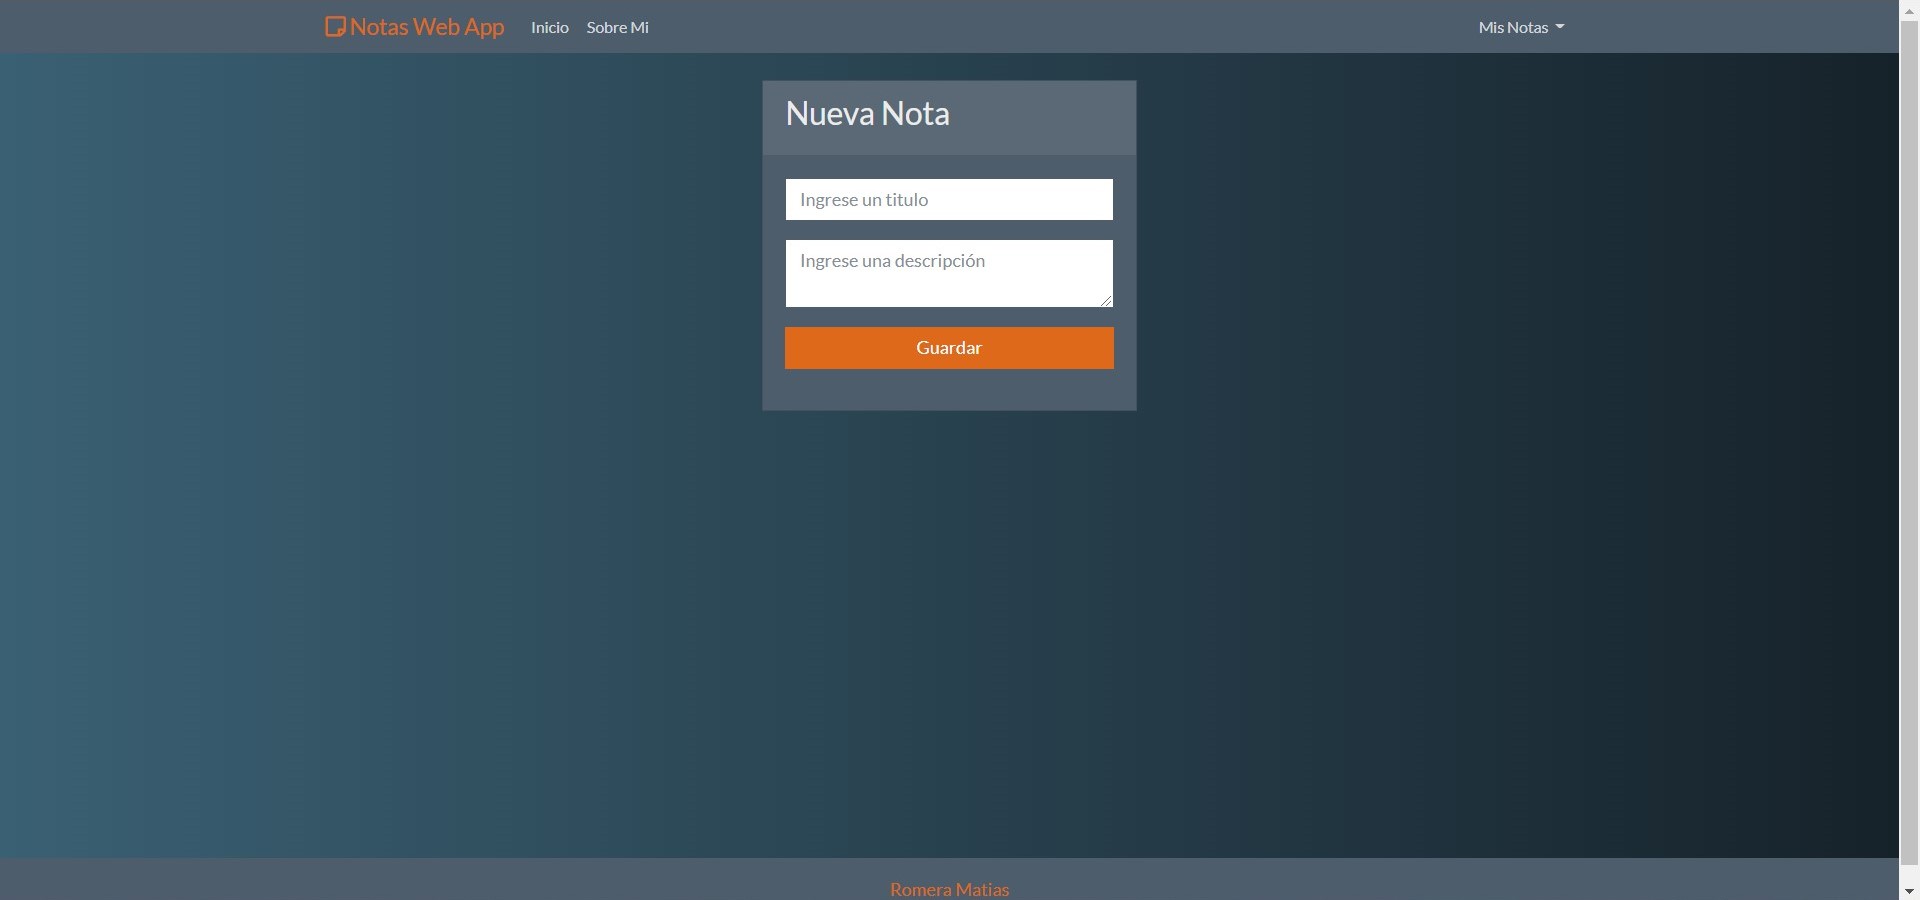 Notas Web App Inicio Sobre Mi Mis Notas
Nueva Nota
Ingrese un titulo
Ingrese una descripción
Guardar
Romera Matias